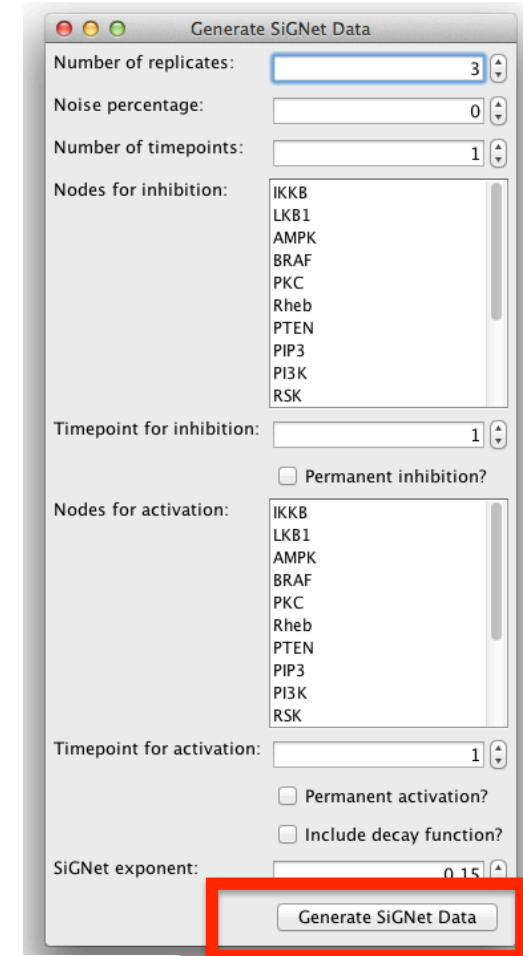 Generate SiGNet Data
Number of replicates: 3
Noise percentage: 0
Number of timepoints: 1
Nodes for inhibition:
IKKB
LKB1
AMPK
BRAF
PKC
Rheb
PTEN
PIP3
PI3K
RSK
Timepoint for inhibition: 1
Permanent inhibition?
Nodes for activation:
IKKB
LKB1
AMPK
BRAF
PKC
Rheb
PTEN
PIP3
PI3K
RSK
Timepoint for activation: 1
Permanent activation?
Include decay function?
SiGNet exponent: 0.15
Generate SiGNet Data